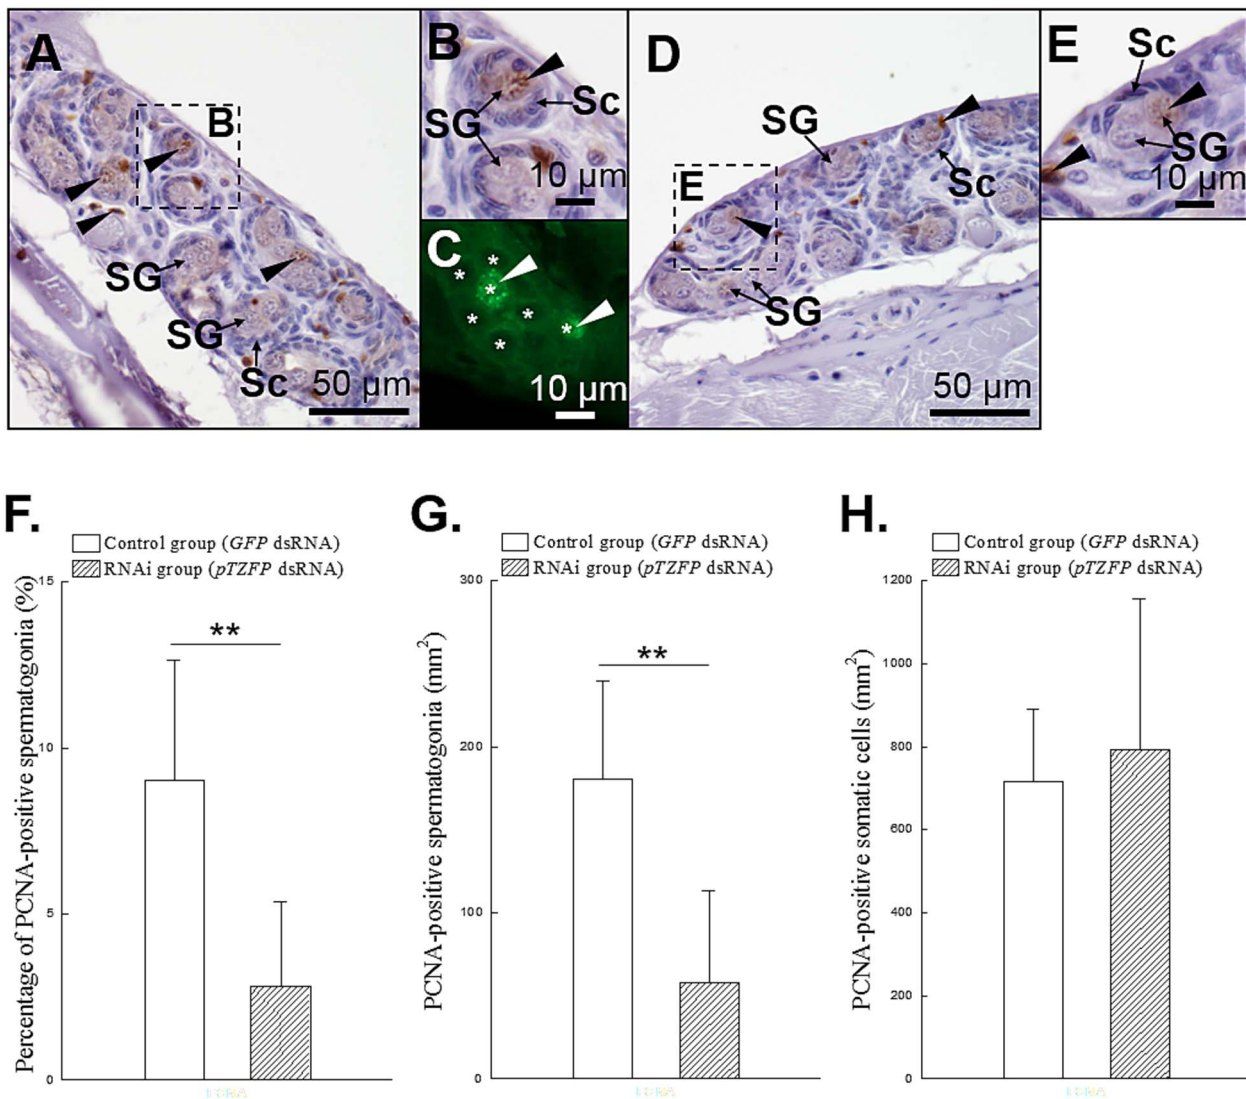 A
B
SG
SG
Sc
50 µm
B
SG
Sc
10 µm
C
* * * * * * *
10 µm
D
SG
Sc
E
SG
50 µm
E
Sc
SG
10 µm
F.
Control group (GFP dsRNA)
RNAi group (pTZFP dsRNA)
Percentage of PCNA-positive spermatogonia (%)
15
10
5
0
**
G.
Control group (GFP dsRNA)
RNAi group (pTZFP dsRNA)
PCNA-positive spermatogonia (mm²)
300
200
100
0
**
H.
Control group (GFP dsRNA)
RNAi group (pTZFP dsRNA)
PCNA-positive somatic cells (mm²)
1200
1000
800
600
400
200
0